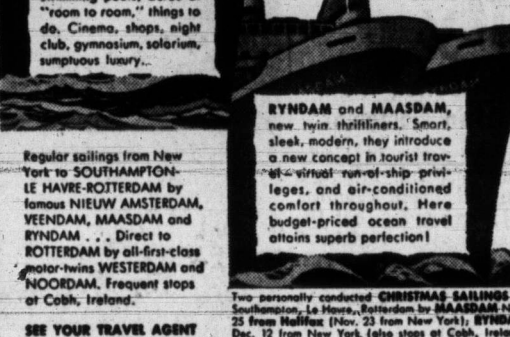 "room to room," things to
do. Cinema, shops, night
club, gymnasium, solarium,
sumptuous luxury..
Regular sailings from New
York to SOUTHAMPTON-
LE HAVRE-ROTTERDAM by
famous NIEUW AMSTERDAM,
VEENDAM, MAASDAM and
RYNDAM . . . Direct to
ROTTERDAM by all-first-class
motor-twins WESTERDAM and
NOORDAM. Frequent stops
at Cobh, Ireland.
SEE YOUR TRAVEL AGENT
RYNDAM and MAASDAM,
new twin thriftliners. Smart,
sleek, modern, they introduce
a new concept in tourist trav-
el — virtual run-of-ship privi-
leges, and air-conditioned
comfort throughout. Here
budget-priced ocean travel
attains superb perfection!
Two personally conducted CHRISTMAS SAILINGS
Southampton, Le Havre, Rotterdam by MAASDAM N
25 from Halifax (Nov. 23 from New York); RYND
Dec. 12 from New York (also stops at Cobh, Irela